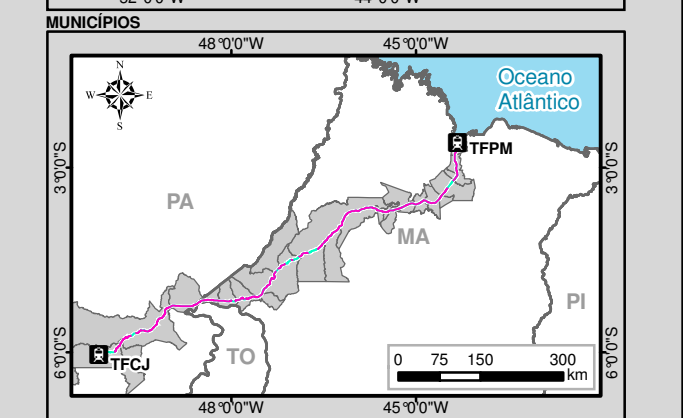 MUNICÍPIOS
48°0'0"W
45°0'0"W
N
W
E
S
Oceano
Atlântico
TFPM
3°0'0"S
3°0'0"S
PA
MA
PI
TO
TFCJ
6°0'0"S
6°0'0"S
0 75 150 300
km
48°0'0"W
45°0'0"W